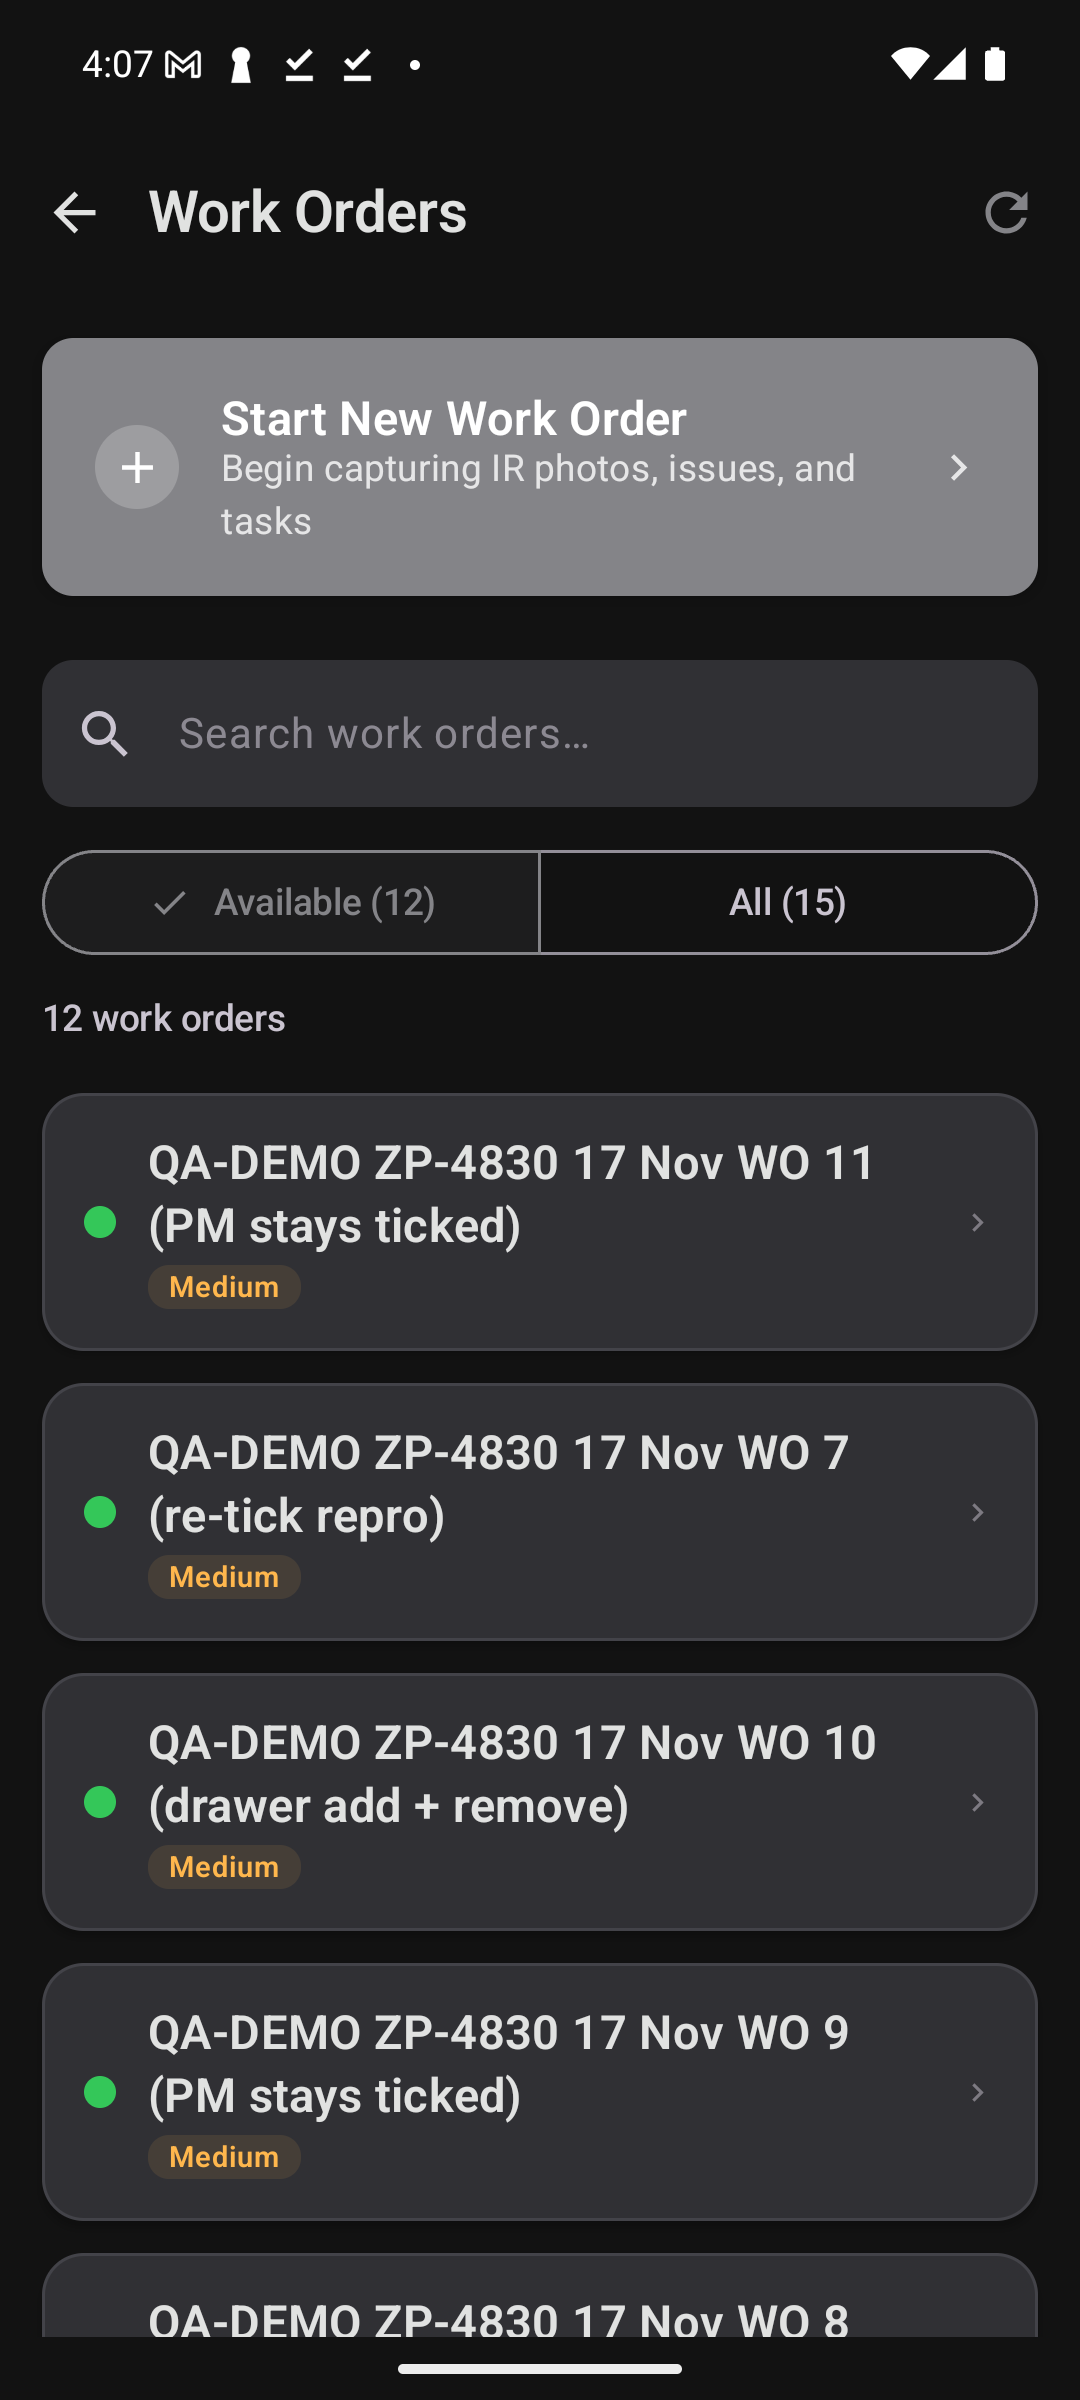 4:07
Work Orders
Start New Work Order
Begin capturing IR photos, issues, and
tasks
Search work orders…
Available (12)
All (15)
12 work orders
QA-DEMO ZP-4830 17 Nov WO 11
(PM stays ticked)
Medium
QA-DEMO ZP-4830 17 Nov WO 7
(re-tick repro)
Medium
QA-DEMO ZP-4830 17 Nov WO 10
(drawer add + remove)
Medium
QA-DEMO ZP-4830 17 Nov WO 9
(PM stays ticked)
Medium
QA-DEMO ZP-4830 17 Nov WO 8